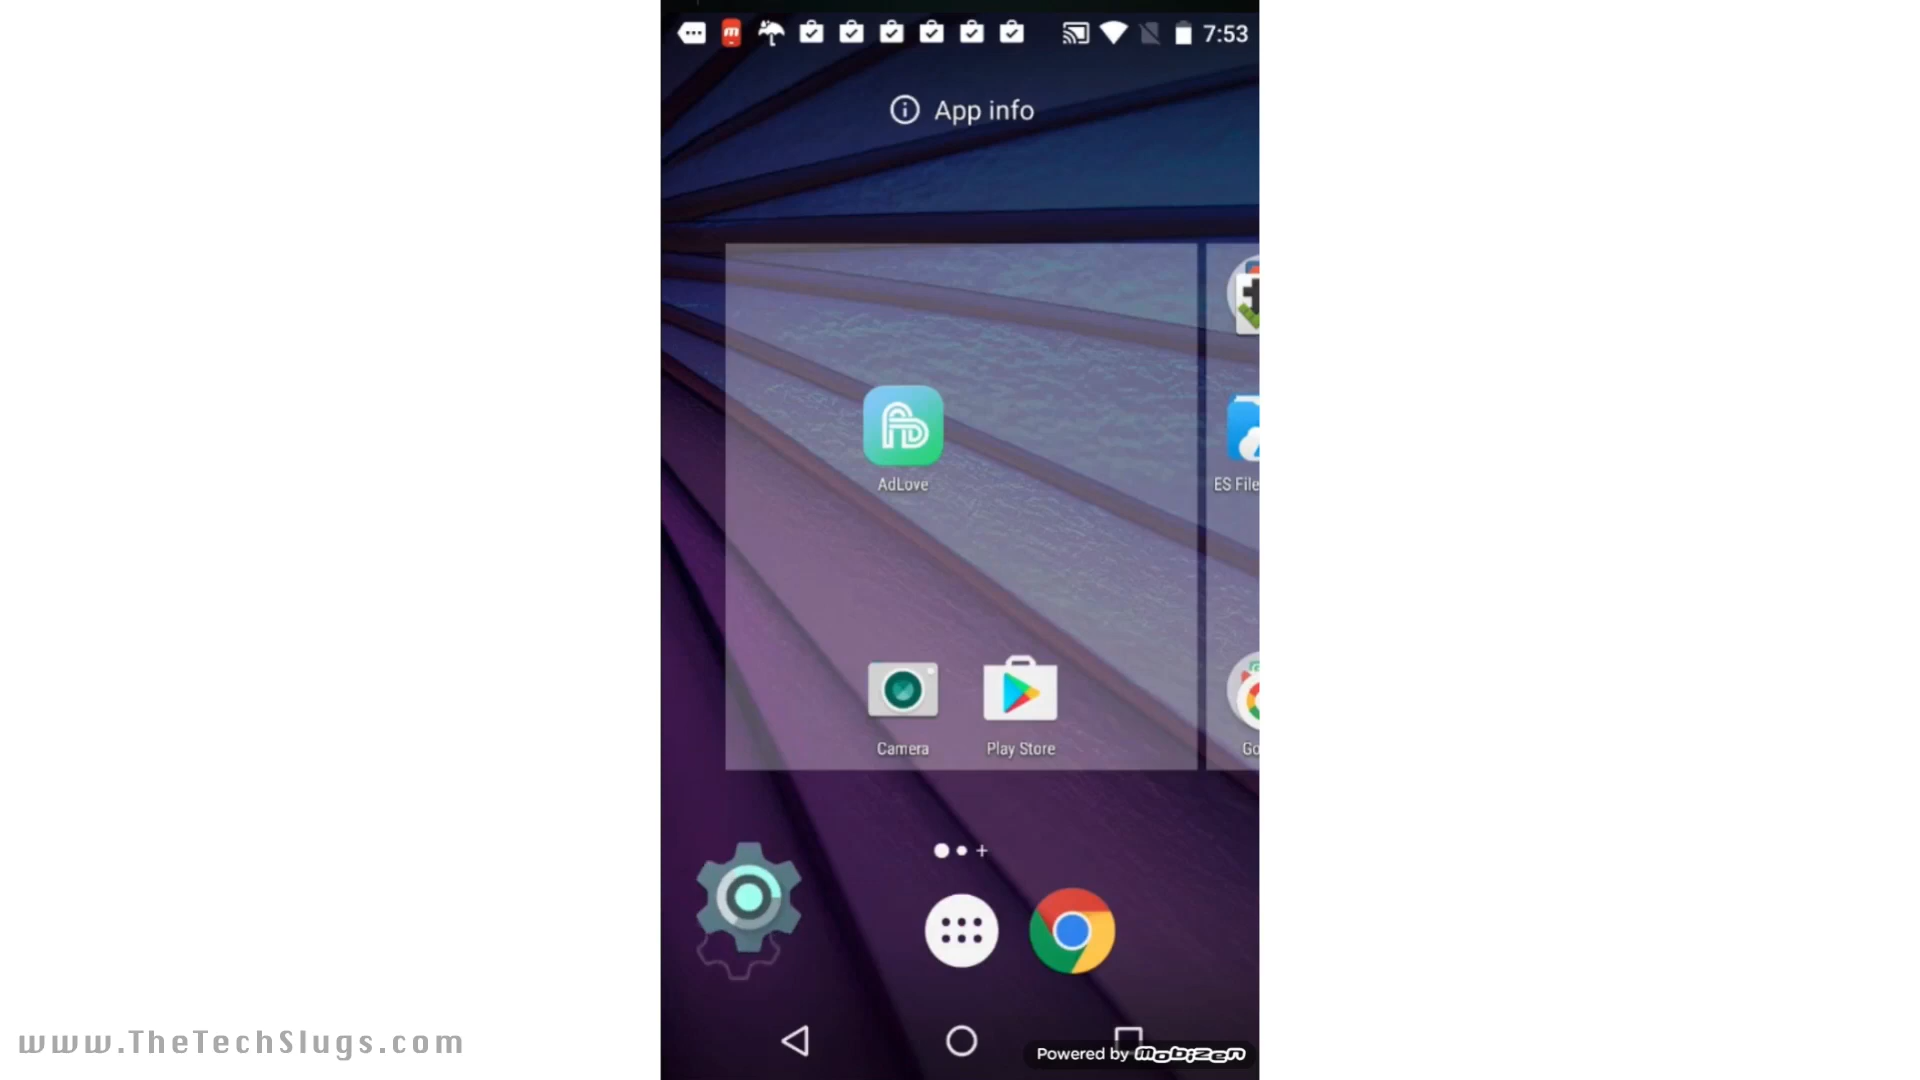 7:53
App info
AdLove
ES File
Camera
Play Store
Go
www.TheTechSlugs.com
Powered by Mobizen